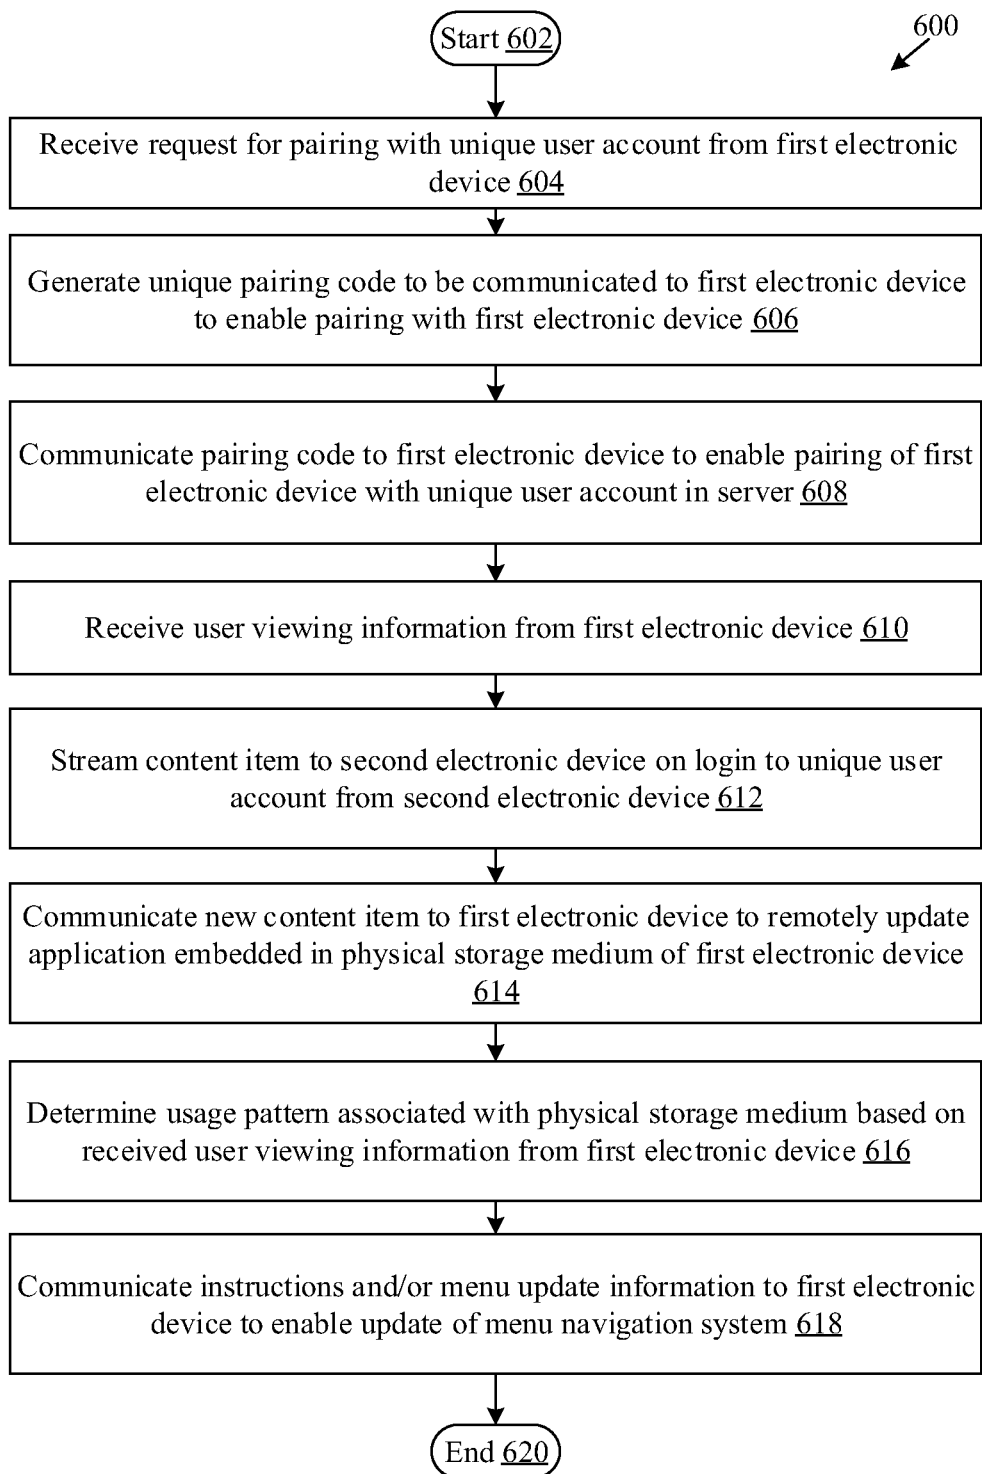 Start 602
600
Receive request for pairing with unique user account from first electronic
device 604
Generate unique pairing code to be communicated to first electronic device
to enable pairing with first electronic device 606
Communicate pairing code to first electronic device to enable pairing of first
electronic device with unique user account in server 608
Receive user viewing information from first electronic device 610
Stream content item to second electronic device on login to unique user
account from second electronic device 612
Communicate new content item to first electronic device to remotely update
application embedded in physical storage medium of first electronic device
614
Determine usage pattern associated with physical storage medium based on
received user viewing information from first electronic device 616
Communicate instructions and/or menu update information to first electronic
device to enable update of menu navigation system 618
End 620